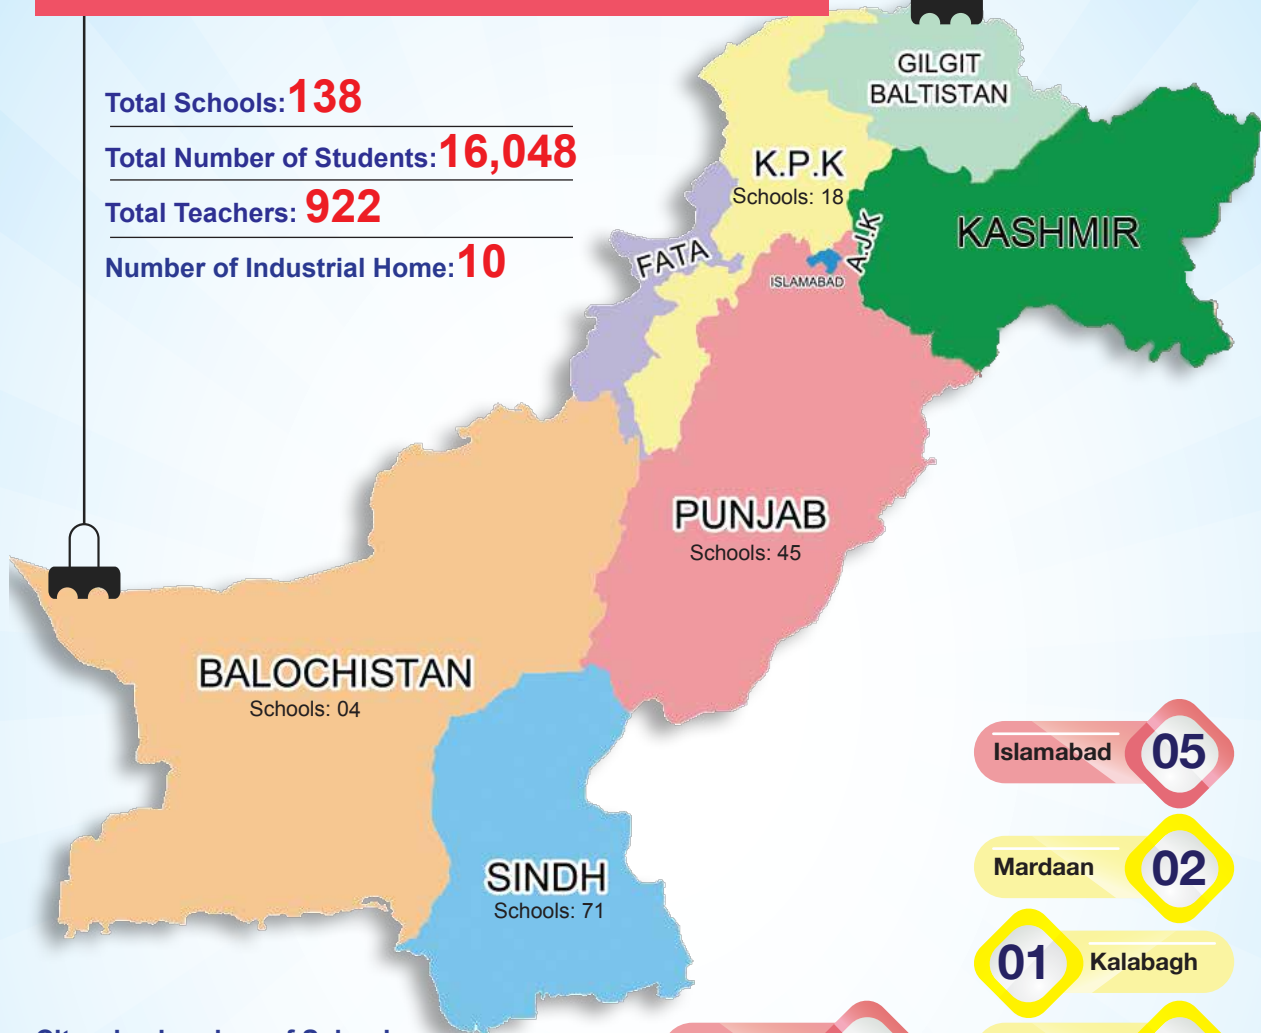 Total Schools: 138
Total Number of Students: 16,048
Total Teachers: 922
Number of Industrial Home: 10
GILGIT
BALTISTAN
K.P.K
Schools: 18
KASHMIR
A.J.K
FATA
ISLAMABAD
PUNJAB
Schools: 45
BALOCHISTAN
Schools: 04
SINDH
Schools: 71
Islamabad 05
Mardaan 02
01 Kalabagh